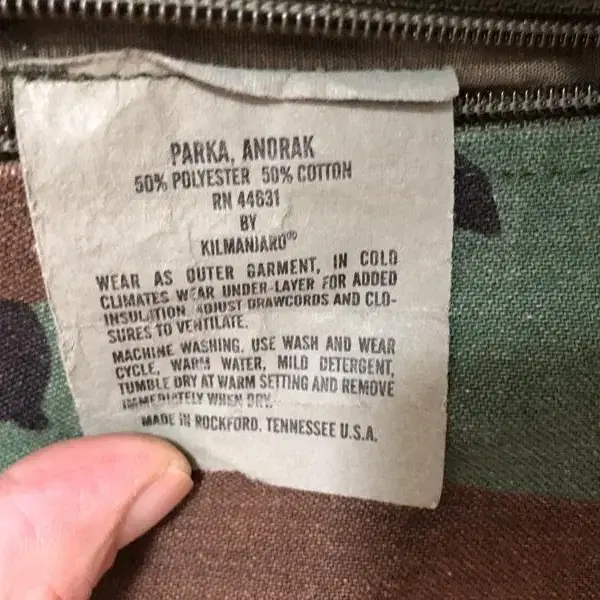 PARKA, ANORAK
50% POLYESTER 50% COTTON
RN 44631
BY
KILMANJARO®
WEAR AS OUTER GARMENT, IN COLD
CLIMATES WEAR UNDER-LAYER FOR ADDED
INSULATION. ADJUST DRAWCORDS AND CLO-
SURES TO VENTILATE.
MACHINE WASHING. USE WASH AND WEAR
CYCLE, WARM WATER, MILD DETERGENT,
TUMBLE DRY AT WARM SETTING AND REMOVE
IMMEDIATELY WHEN DRY.
MADE IN ROCKFORD, TENNESSEE U.S.A.